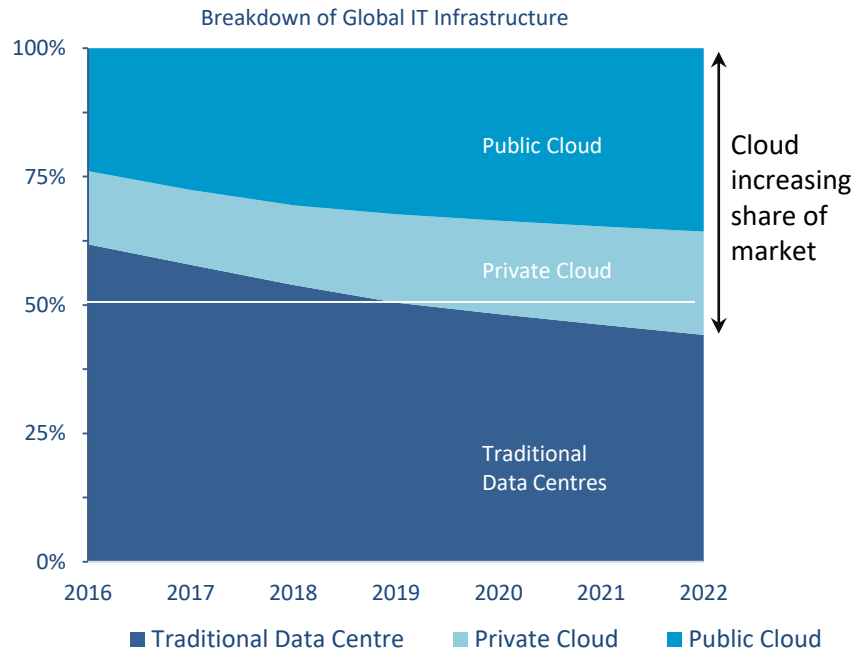 Breakdown of Global IT Infrastructure
100%
75%
50%
25%
0%
Public Cloud
Private Cloud
Traditional
Data Centres
Cloud
increasing
share of
market
2016 2017 2018 2019 2020 2021 2022
Traditional Data Centre Private Cloud Public Cloud